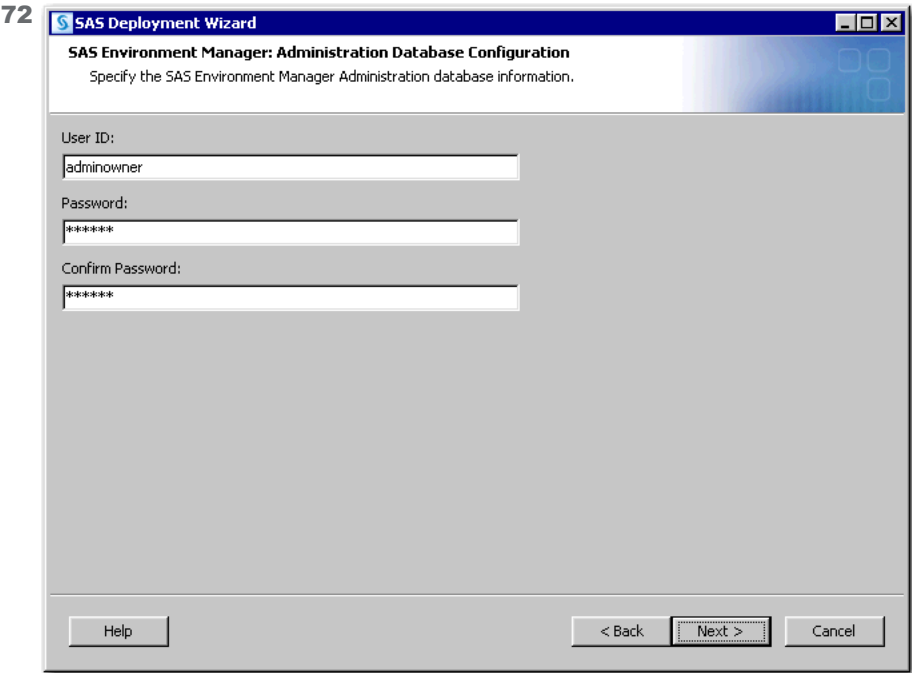 72
SAS Deployment Wizard
SAS Environment Manager: Administration Database Configuration
Specify the SAS Environment Manager Administration database information.
User ID:
adminowner
Password:
******
Confirm Password:
******
Help
< Back
Next >
Cancel